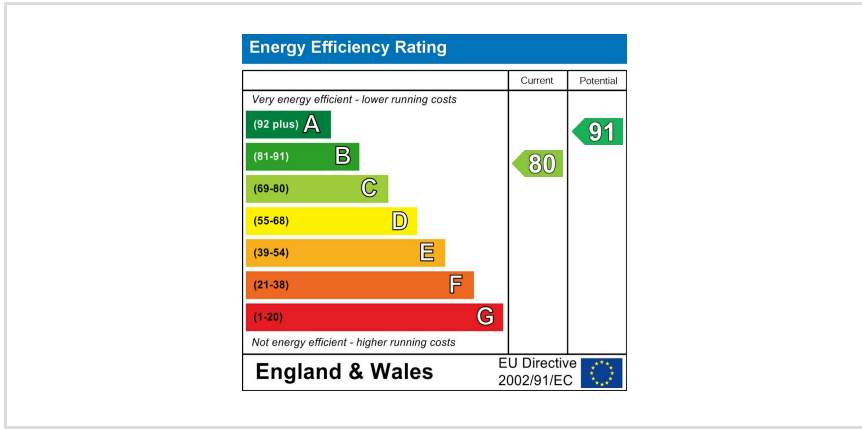 Energy Efficiency Rating
Current Potential
Very energy efficient - lower running costs
(92 plus) A
91
(81-91) B
80
(69-80) C
(55-68) D
(39-54) E
(21-38) F
(1-20) G
Not energy efficient - higher running costs
England & Wales
EU Directive
2002/91/EC